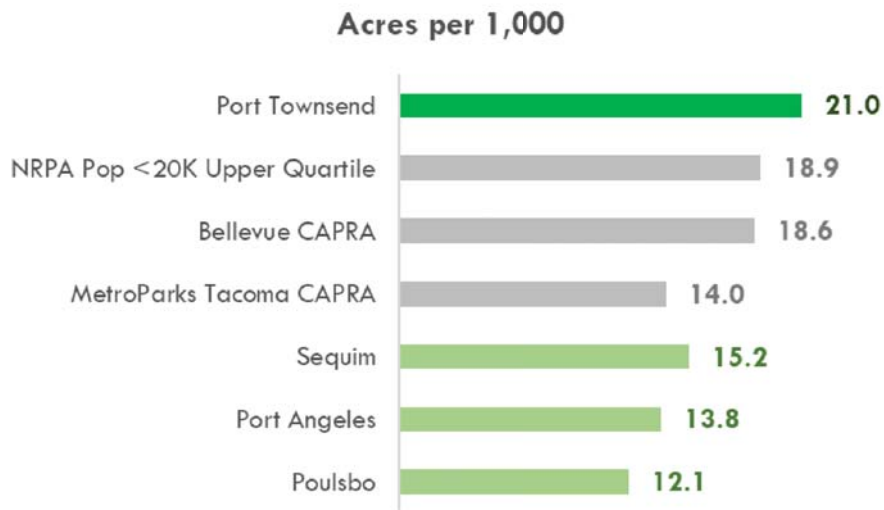 Acres per 1,000
Port Townsend 21.0
NRPA Pop <20K Upper Quartile 18.9
Bellevue CAPRA 18.6
MetroParks Tacoma CAPRA 14.0
Sequim 15.2
Port Angeles 13.8
Poulsbo 12.1